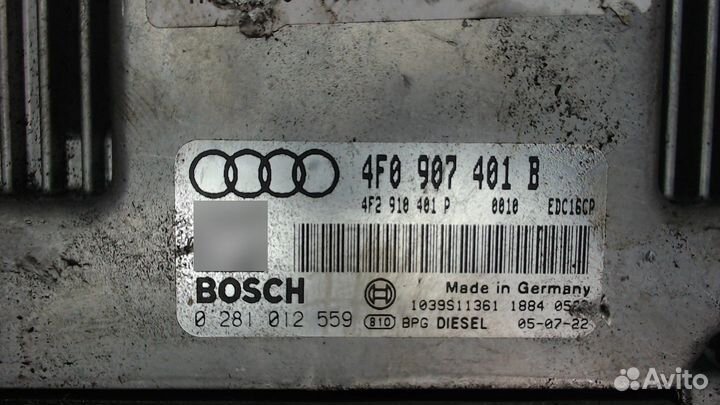 4F0 907 401 B
4F2 910 401 P 0010 EDC16CP
BOSCH
Made in Germany
1039S11361 1884
0 281 012 559
810 BPG DIESEL 05-07-22
Avito